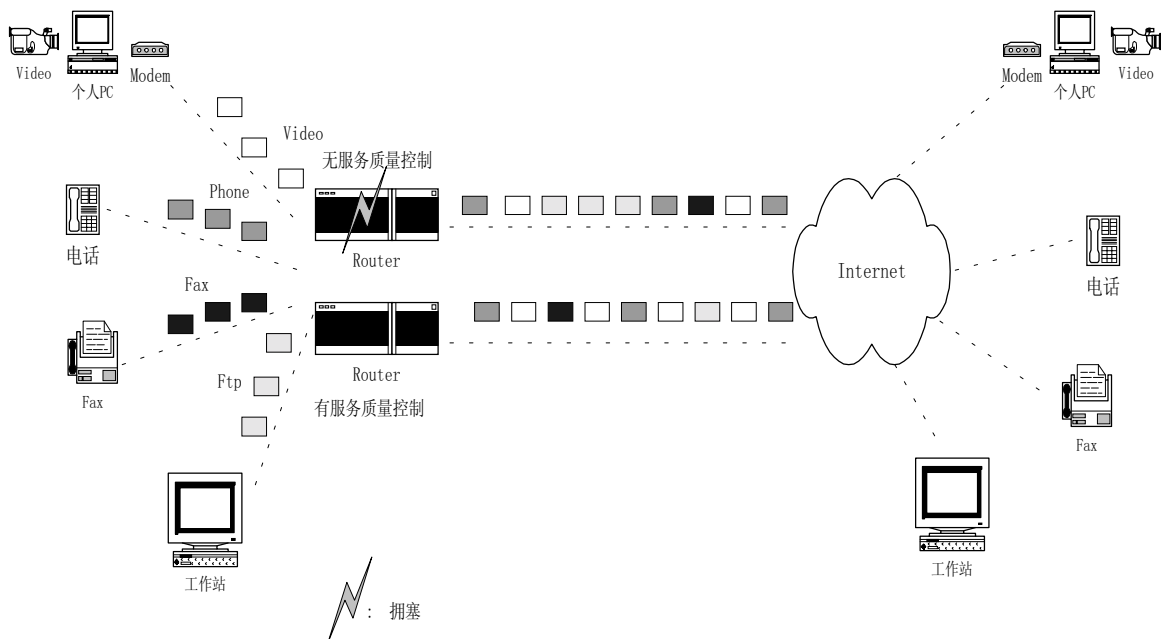 Video
个人PC
Modem
Modem
个人PC
Video
Video
无服务质量控制
Phone
电话
Router
Internet
电话
Fax
Router
有服务质量控制
Ftp
Fax
Fax
工作站
工作站
： 拥塞